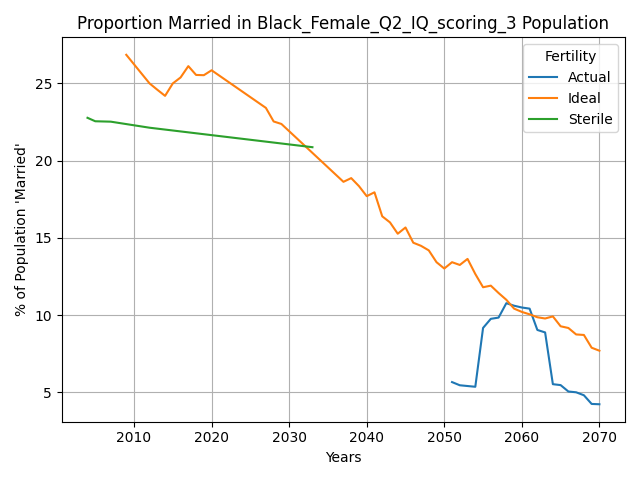 Proportion Married in Black_Female_Q2_IQ_scoring_3 Population
% of Population 'Married'
25
20
15
10
5
2010 2020 2030 2040 2050 2060 2070
Years
Fertility
Actual
Ideal
Sterile